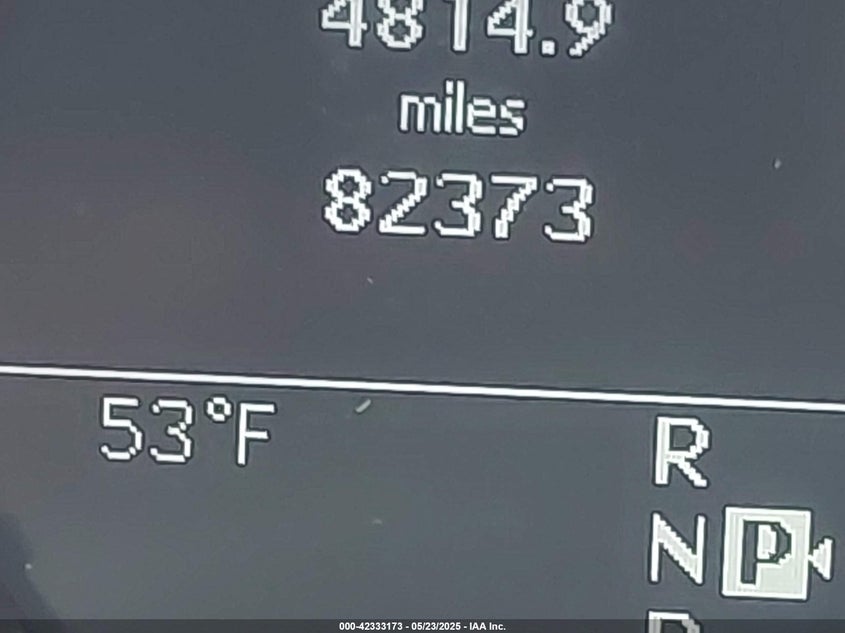 4814.9
miles
82373
53°F
R
N P
D
000-42333173 - 05/23/2025 - IAA Inc.